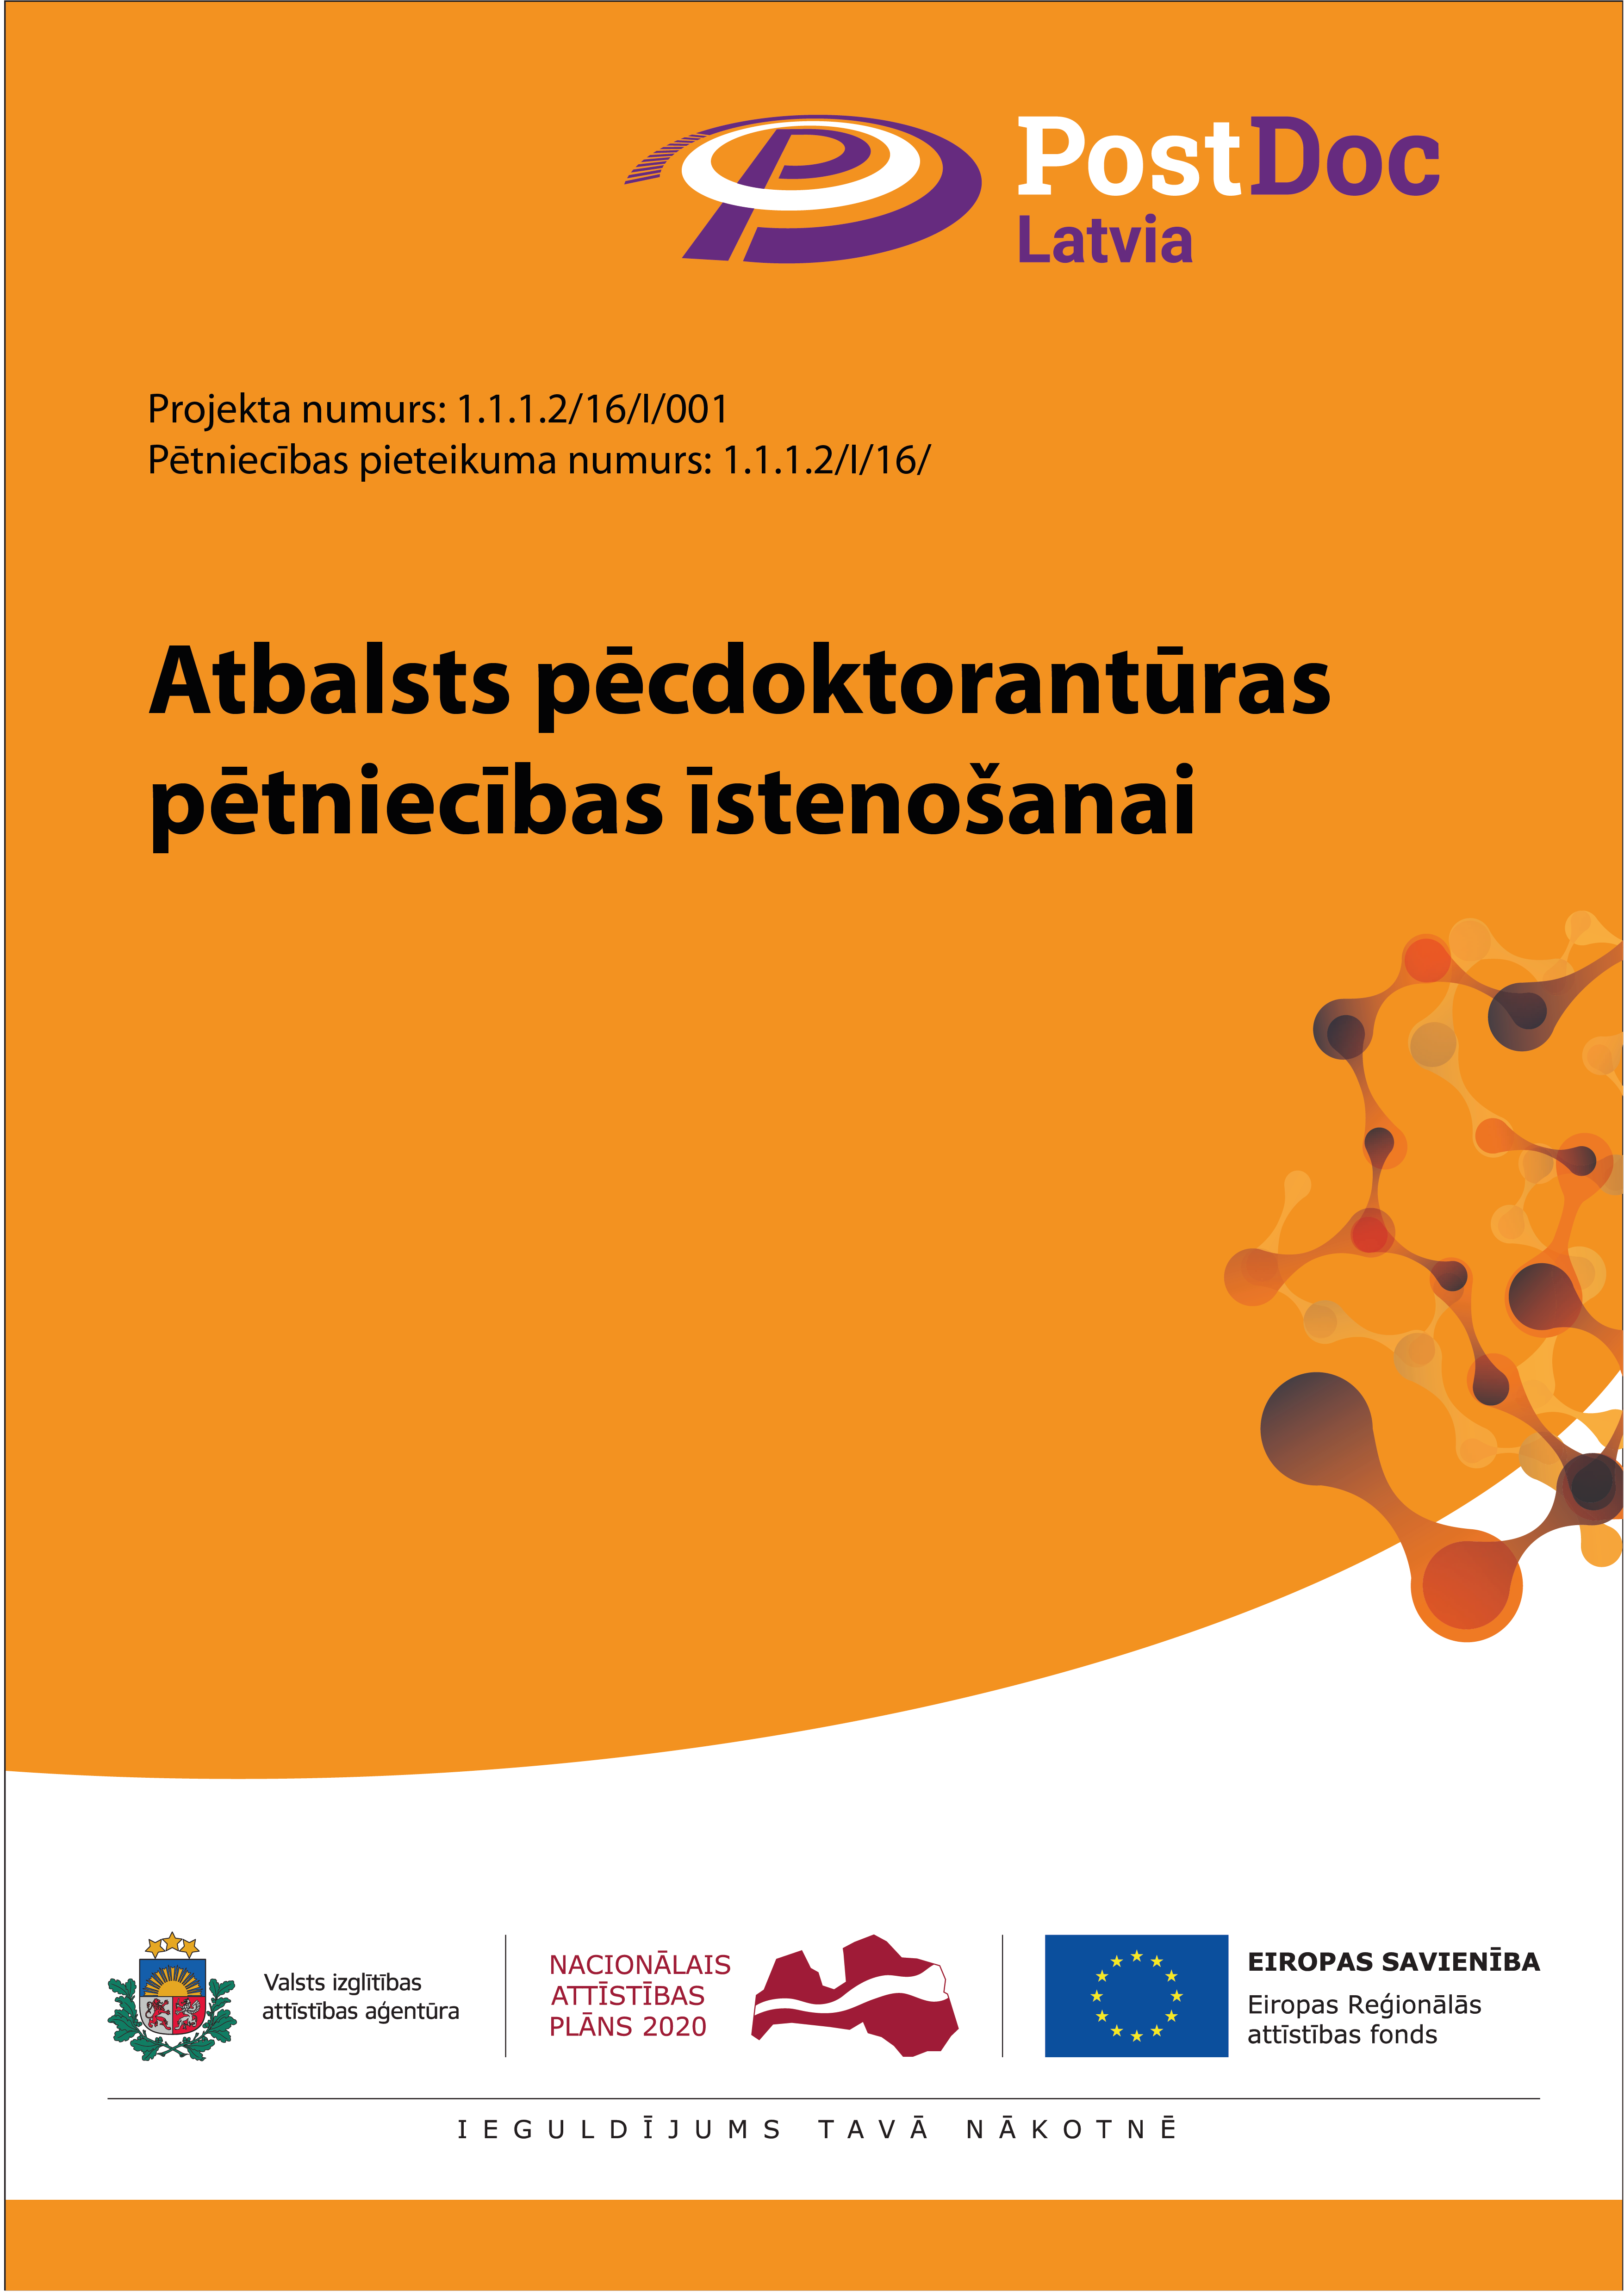 PostDoc
Latvia
Projekta numurs: 1.1.1.2/16/I/001
Pētniecības pieteikuma numurs: 1.1.1.2/I/16/
Atbalsts pēcdoktorantūras
pētniecības īstenošanai
Valsts izglītības
attīstības aģentūra
NACIONĀLAIS
ATTĪSTĪBAS
PLĀNS 2020
EIROPAS SAVIENĪBA
Eiropas Reģionālās
attīstības fonds
IEGULDĪJUMS TAVĀ NĀKOTNĒ